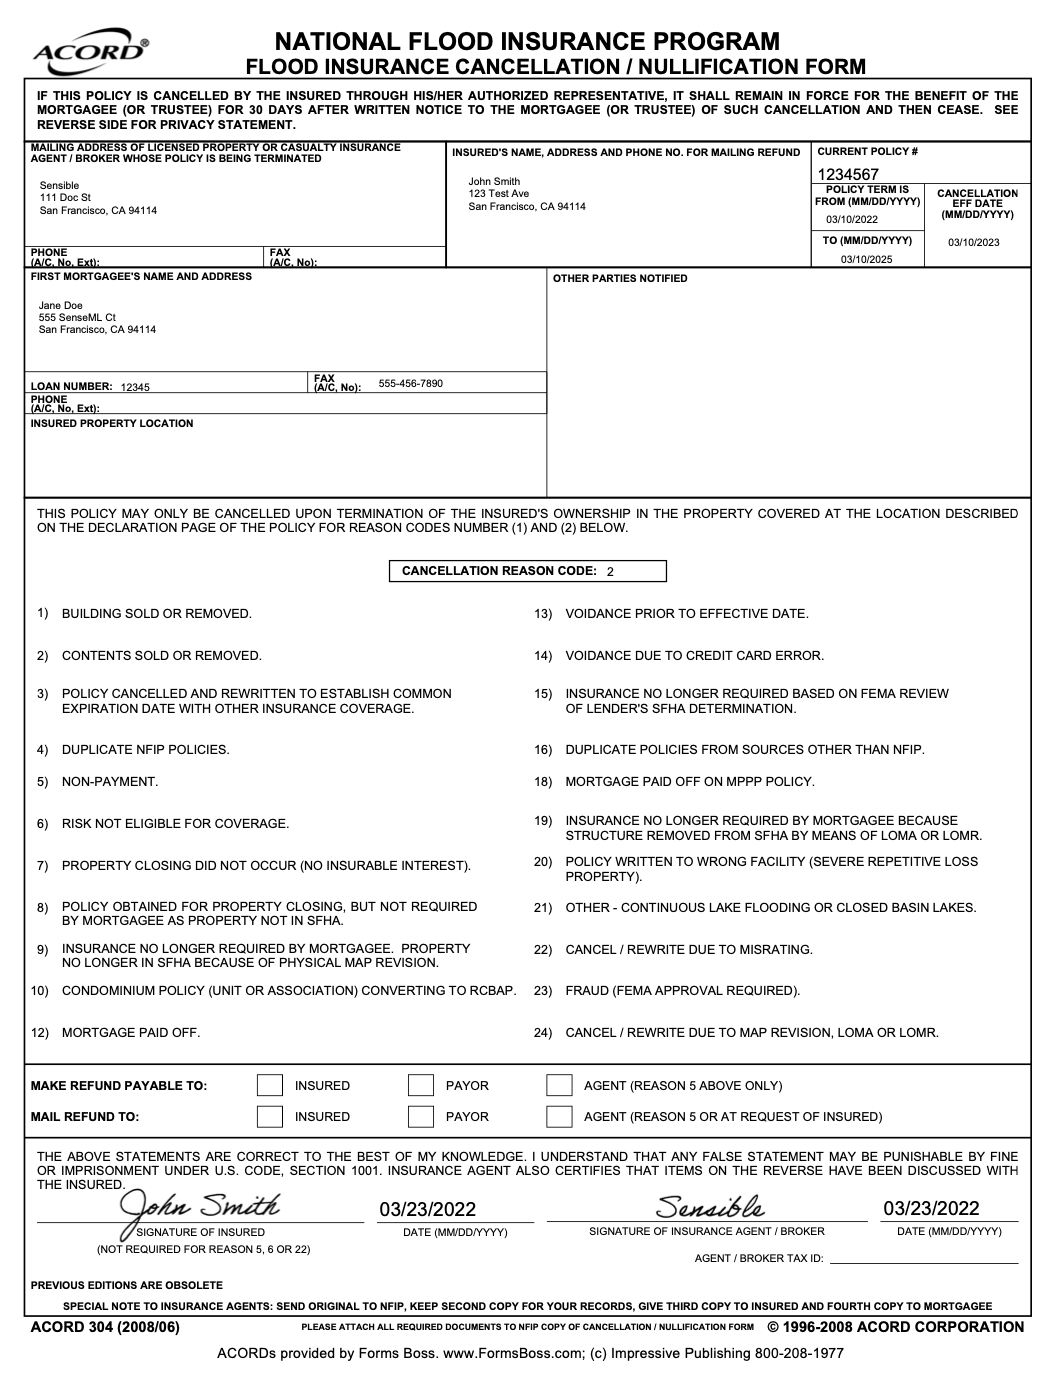 ACORD®
NATIONAL FLOOD INSURANCE PROGRAM
FLOOD INSURANCE CANCELLATION / NULLIFICATION FORM
IF THIS POLICY IS CANCELLED BY THE INSURED THROUGH HIS/HER AUTHORIZED REPRESENTATIVE, IT SHALL REMAIN IN FORCE FOR THE BENEFIT OF THE
MORTGAGEE (OR TRUSTEE) FOR 30 DAYS AFTER WRITTEN NOTICE TO THE MORTGAGEE (OR TRUSTEE) OF SUCH CANCELLATION AND THEN CEASE. SEE
REVERSE SIDE FOR PRIVACY STATEMENT.
MAILING ADDRESS OF LICENSED PROPERTY OR CASUALTY INSURANCE
AGENT / BROKER WHOSE POLICY IS BEING TERMINATED
Sensible
111 Doc St
San Francisco, CA 94114
PHONE
(A/C, No, Ext):
FAX
(A/C, No):
INSURED'S NAME, ADDRESS AND PHONE NO. FOR MAILING REFUND
John Smith
123 Test Ave
San Francisco, CA 94114
CURRENT POLICY #
1234567
POLICY TERM IS
FROM (MM/DD/YYYY)
03/10/2022
TO (MM/DD/YYYY)
03/10/2025
CANCELLATION
EFF DATE
(MM/DD/YYYY)
03/10/2023
FIRST MORTGAGEE'S NAME AND ADDRESS
Jane Doe
555 SenseML Ct
San Francisco, CA 94114
LOAN NUMBER: 12345
FAX
(A/C, No): 555-456-7890
PHONE
(A/C, No, Ext):
INSURED PROPERTY LOCATION
OTHER PARTIES NOTIFIED
THIS POLICY MAY ONLY BE CANCELLED UPON TERMINATION OF THE INSURED'S OWNERSHIP IN THE PROPERTY COVERED AT THE LOCATION DESCRIBED
ON THE DECLARATION PAGE OF THE POLICY FOR REASON CODES NUMBER (1) AND (2) BELOW.
CANCELLATION REASON CODE: 2
1) BUILDING SOLD OR REMOVED.
2) CONTENTS SOLD OR REMOVED.
3) POLICY CANCELLED AND REWRITTEN TO ESTABLISH COMMON
EXPIRATION DATE WITH OTHER INSURANCE COVERAGE.
4) DUPLICATE NFIP POLICIES.
5) NON-PAYMENT.
6) RISK NOT ELIGIBLE FOR COVERAGE.
7) PROPERTY CLOSING DID NOT OCCUR (NO INSURABLE INTEREST).
8) POLICY OBTAINED FOR PROPERTY CLOSING, BUT NOT REQUIRED
BY MORTGAGEE AS PROPERTY NOT IN SFHA.
9) INSURANCE NO LONGER REQUIRED BY MORTGAGEE. PROPERTY
NO LONGER IN SFHA BECAUSE OF PHYSICAL MAP REVISION.
10) CONDOMINIUM POLICY (UNIT OR ASSOCIATION) CONVERTING TO RCBAP.
12) MORTGAGE PAID OFF.
13) VOIDANCE PRIOR TO EFFECTIVE DATE.
14) VOIDANCE DUE TO CREDIT CARD ERROR.
15) INSURANCE NO LONGER REQUIRED BASED ON FEMA REVIEW
OF LENDER'S SFHA DETERMINATION.
16) DUPLICATE POLICIES FROM SOURCES OTHER THAN NFIP.
18) MORTGAGE PAID OFF ON MPPP POLICY.
19) INSURANCE NO LONGER REQUIRED BY MORTGAGEE BECAUSE
STRUCTURE REMOVED FROM SFHA BY MEANS OF LOMA OR LOMR.
20) POLICY WRITTEN TO WRONG FACILITY (SEVERE REPETITIVE LOSS
PROPERTY).
21) OTHER - CONTINUOUS LAKE FLOODING OR CLOSED BASIN LAKES.
22) CANCEL / REWRITE DUE TO MISRATING.
23) FRAUD (FEMA APPROVAL REQUIRED).
24) CANCEL / REWRITE DUE TO MAP REVISION, LOMA OR LOMR.
MAKE REFUND PAYABLE TO: INSURED PAYOR AGENT (REASON 5 ABOVE ONLY)
MAIL REFUND TO: INSURED PAYOR AGENT (REASON 5 OR AT REQUEST OF INSURED)
THE ABOVE STATEMENTS ARE CORRECT TO THE BEST OF MY KNOWLEDGE. I UNDERSTAND THAT ANY FALSE STATEMENT MAY BE PUNISHABLE BY FINE
OR IMPRISONMENT UNDER U.S. CODE, SECTION 1001. INSURANCE AGENT ALSO CERTIFIES THAT ITEMS ON THE REVERSE HAVE BEEN DISCUSSED WITH
THE INSURED.
John Smith 03/23/2022 Sensible 03/23/2022
SIGNATURE OF INSURED DATE (MM/DD/YYYY) SIGNATURE OF INSURANCE AGENT / BROKER DATE (MM/DD/YYYY)
(NOT REQUIRED FOR REASON 5, 6 OR 22)
AGENT / BROKER TAX ID:
PREVIOUS EDITIONS ARE OBSOLETE
SPECIAL NOTE TO INSURANCE AGENTS: SEND ORIGINAL TO NFIP, KEEP SECOND COPY FOR YOUR RECORDS, GIVE THIRD COPY TO INSURED AND FOURTH COPY TO MORTGAGEE
ACORD 304 (2008/06) PLEASE ATTACH ALL REQUIRED DOCUMENTS TO NFIP COPY OF CANCELLATION / NULLIFICATION FORM © 1996-2008 ACORD CORPORATION
ACORDs provided by Forms Boss. www.FormsBoss.com; (c) Impressive Publishing 800-208-1977